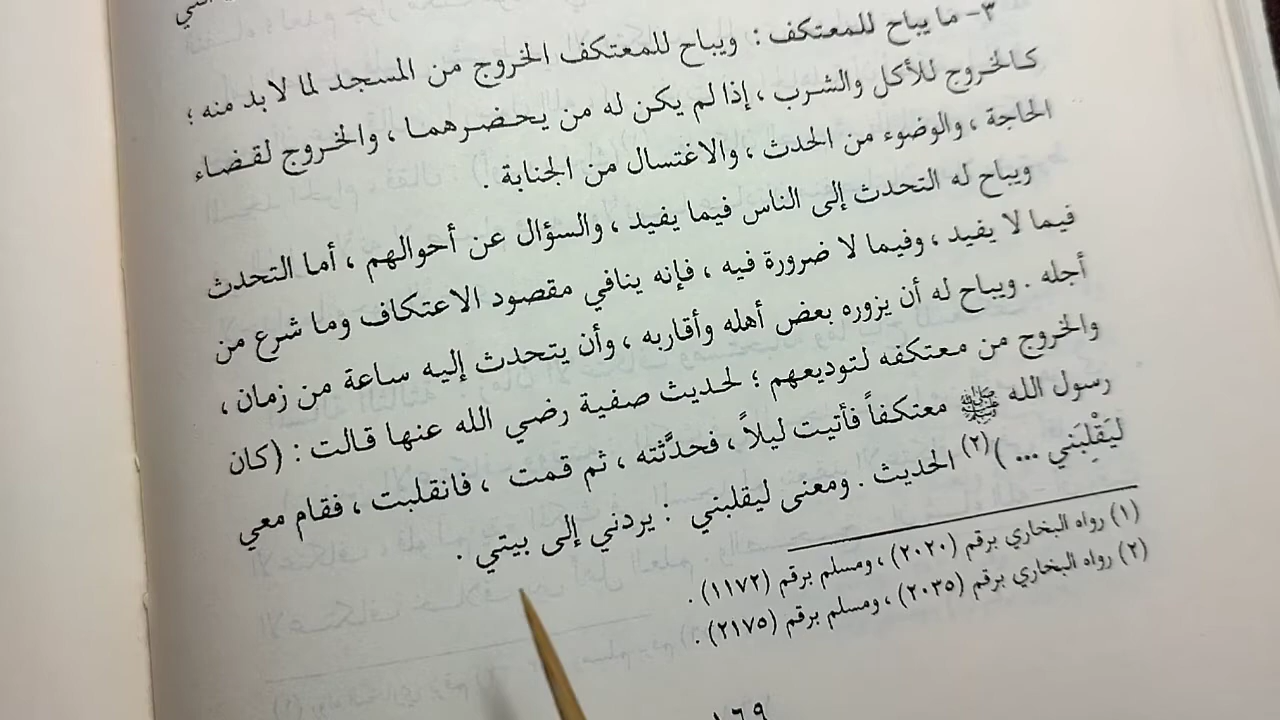 ٣- ما يباح للمعتكف : ويباح للمعتكف الخروج من المسجد لما لا بد منه ؛
كالخروج للأكل والشرب ، إذا لم يكن له من يحضرهما ، والخروج لقضاء
الحاجة ، والوضوء من الحدث ، والاغتسال من الجنابة .
ويباح له التحدث إلى الناس فيما يفيد ، والسؤال عن أحوالهم ، أما التحدث
فيما لا يفيد ، وفيما لا ضرورة فيه ، فإنه ينافي مقصود الاعتكاف وما شرع من
أجله . ويباح له أن يزوره بعض أهله وأقاربه ، وأن يتحدث إليه ساعة من زمان ،
والخروج من معتكفه لتوديعهم ؛ لحديث صفية رضي الله عنها قالت : (كان
رسول الله ﷺ معتكفاً فأتيت ليلاً ، فحدَّثته ، ثم قمت ، فانقلبت ، فقام معي
ليَقْلِبَني ... )(٢) الحديث . ومعنى ليقلبني : يردني إلى بيتي .
(١) رواه البخاري برقم (٢٠٢٠) ، ومسلم برقم (١١٧٢) .
(٢) رواه البخاري برقم (٢٠٣٥) ، ومسلم برقم (٢١٧٥) .
١٦٩